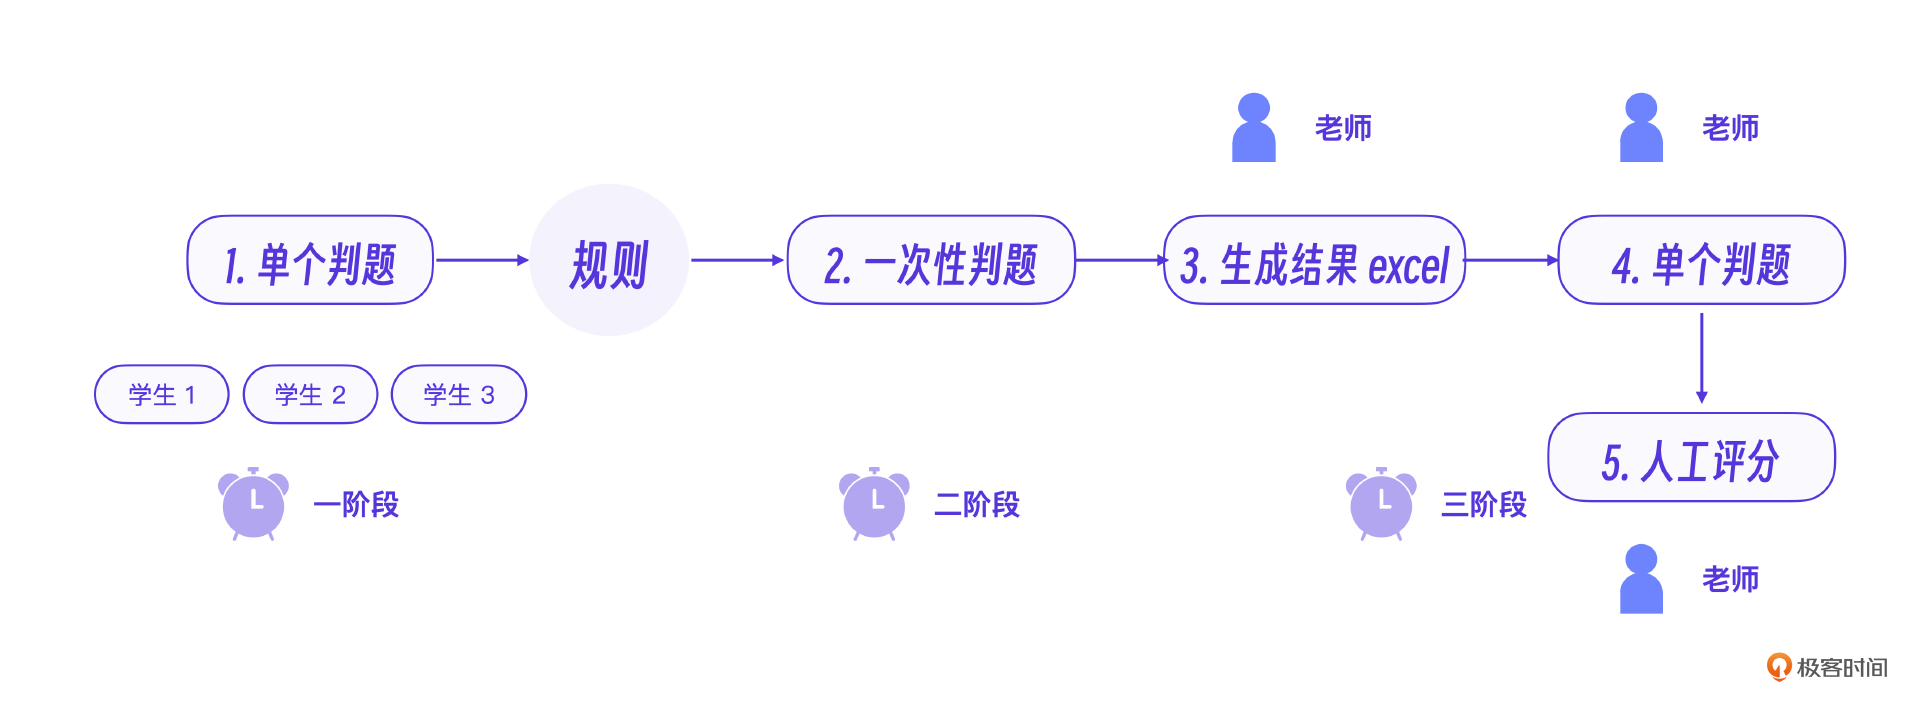 老师
老师
1. 单个判题
规则
2. 一次性判题
3. 生成结果 excel
4. 单个判题
学生 1
学生 2
学生 3
5. 人工评分
一阶段
二阶段
三阶段
老师
极客时间